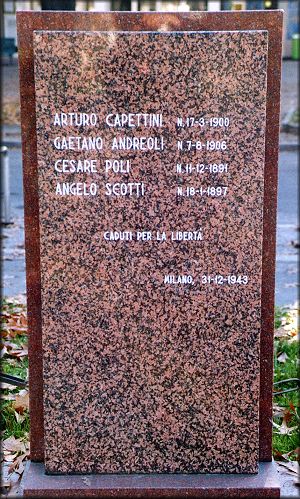 ARTURO CAPETTINI N. 17-3-1900
GAETANO ANDREOLI N. 7-8-1906
CESARE POLI N. 11-12-1891
ANGELO SCOTTI N. 18-1-1897
CADUTI PER LA LIBERTÀ
MILANO, 31-12-1943